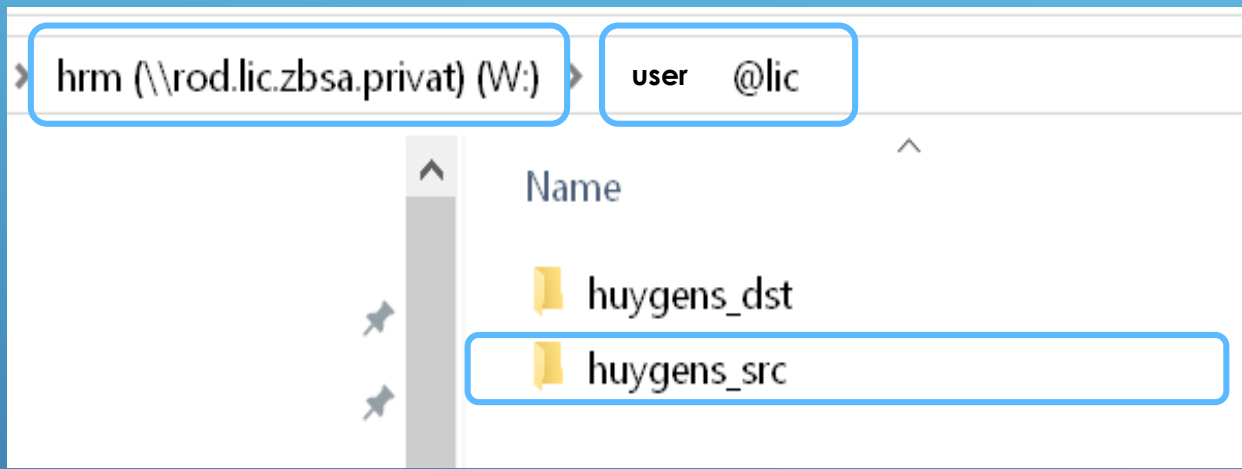 hrm (\\rod.lic.zbsa.privat) (W:) user @lic
Name
huygens_dst
huygens_src